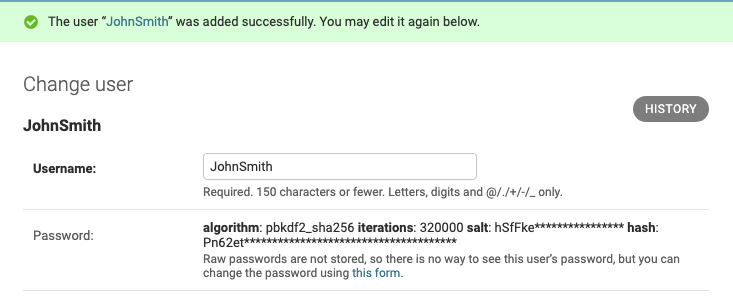 The user “JohnSmith” was added successfully. You may edit it again below.
Change user
HISTORY
JohnSmith
Username:
JohnSmith
Required. 150 characters or fewer. Letters, digits and @/./+/-/_ only.
Password:
algorithm: pbkdf2_sha256 iterations: 320000 salt: hSfFke**************** hash:
Pn62et**************************************
Raw passwords are not stored, so there is no way to see this user’s password, but you can
change the password using this form.